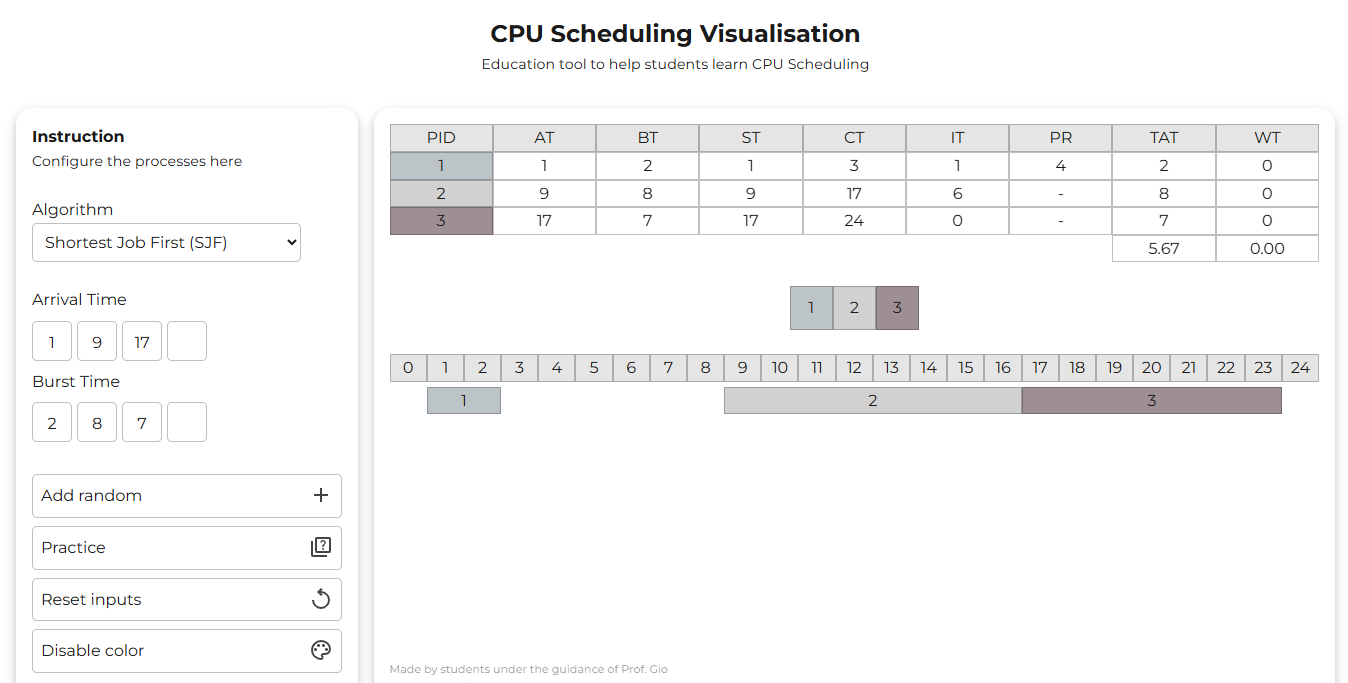 CPU Scheduling Visualisation
Education tool to help students learn CPU Scheduling
Instruction
Configure the processes here
Algorithm
Shortest Job First (SJF)
Arrival Time
1 9 17
Burst Time
2 8 7
Add random
Practice
Reset inputs
Disable color
PID AT BT ST CT IT PR TAT WT
1 1 2 1 3 1 4 2 0
2 9 8 9 17 6 - 8 0
3 17 7 17 24 0 - 7 0
5.67 0.00
1 2 3
0 1 2 3 4 5 6 7 8 9 10 11 12 13 14 15 16 17 18 19 20 21 22 23 24
1 2 3
Made by students under the guidance of Prof. Gio